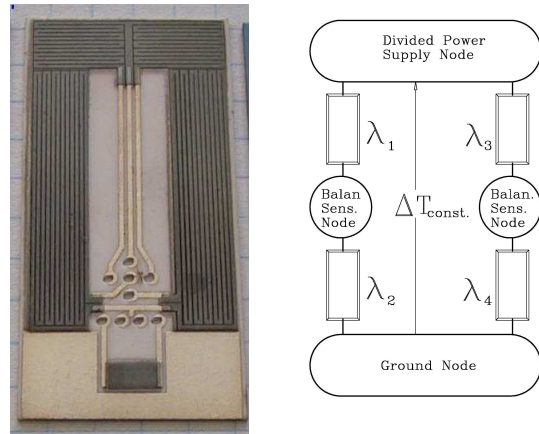 Divided Power
Supply Node
λ1
λ3
Balan
Sens.
Node
Balan.
Sens.
Node
ΔTconst.
λ2
λ4
Ground Node